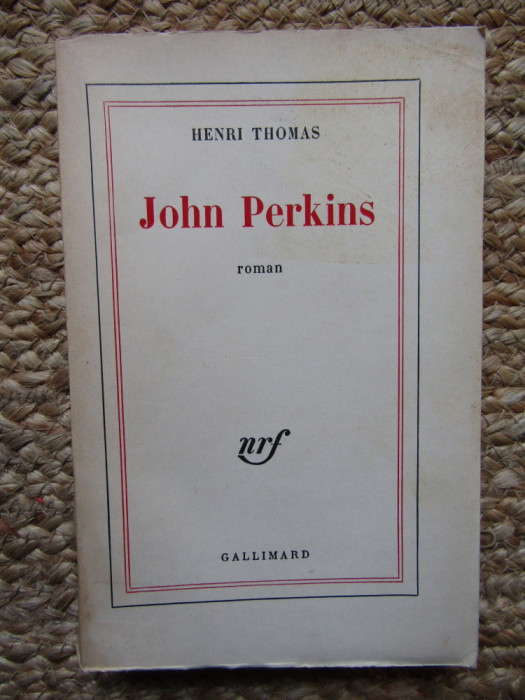 HENRI THOMAS
John Perkins
roman
nrf
GALLIMARD